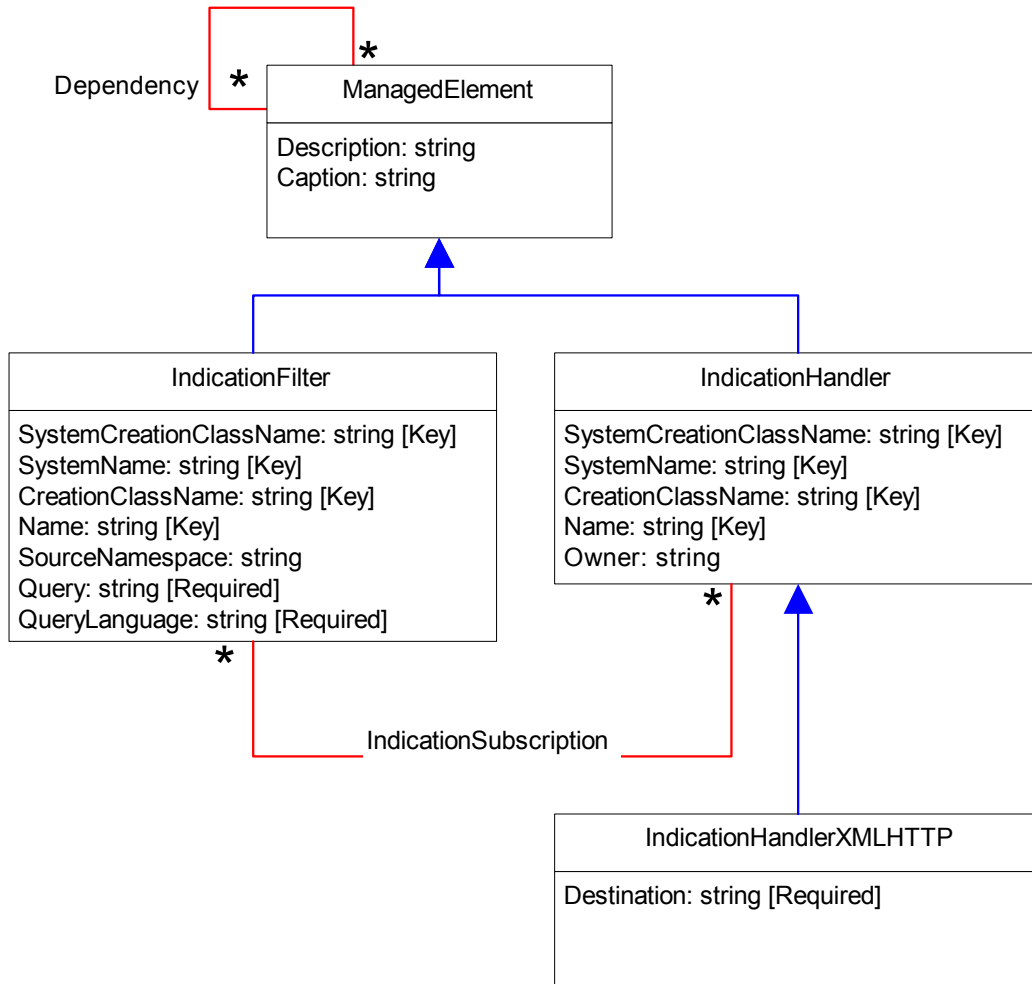 *
Dependency
*
ManagedElement
Description: string
Caption: string
IndicationFilter
SystemCreationClassName: string [Key]
SystemName: string [Key]
CreationClassName: string [Key]
Name: string [Key]
SourceNamespace: string
Query: string [Required]
QueryLanguage: string [Required]
IndicationHandler
SystemCreationClassName: string [Key]
SystemName: string [Key]
CreationClassName: string [Key]
Name: string [Key]
Owner: string
*
*
IndicationSubscription
IndicationHandlerXMLHTTP
Destination: string [Required]